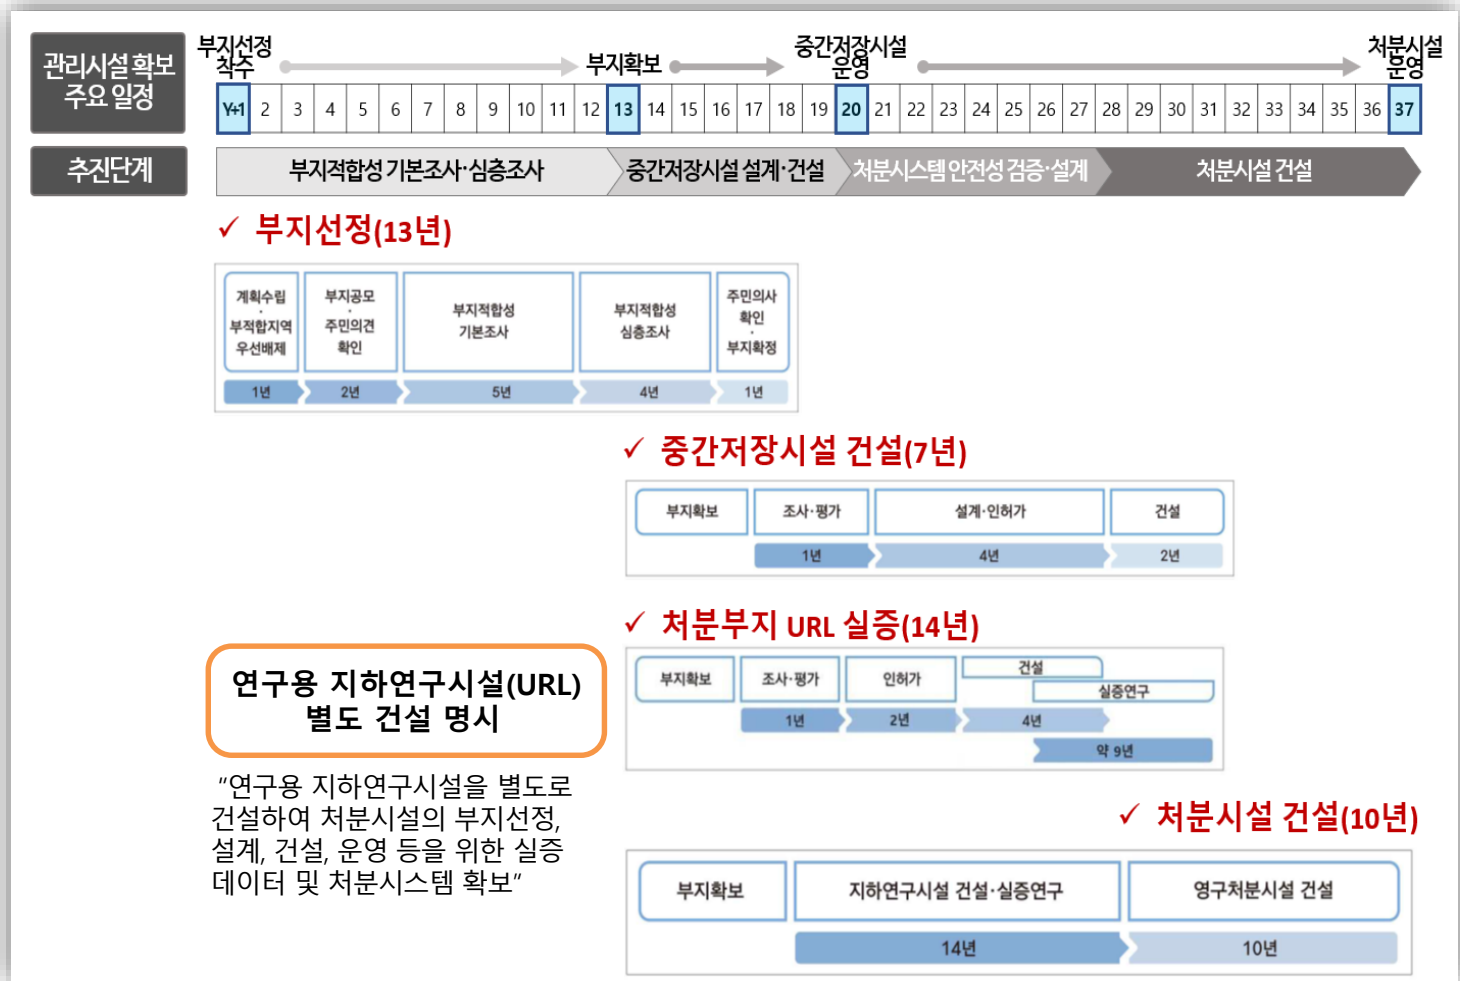 관리시설 확보
주요 일정
부지선정
착수
부지확보
중간저장시설
운영
처분시설
운영
Y+1 2 3 4 5 6 7 8 9 10 11 12 13 14 15 16 17 18 19 20 21 22 23 24 25 26 27 28 29 30 31 32 33 34 35 36 37
추진단계
부지적합성 기본조사·심층조사
중간저장시설 설계·건설
처분시스템 안전성 검증·설계
처분시설 건설
✓ 부지선정(13년)
계획수립
·
부적합지역
우선배제
부지공모
·
주민의견
확인
부지적합성
기본조사
부지적합성
심층조사
주민의사
확인
·
부지확정
1년 2년 5년 4년 1년
✓ 중간저장시설 건설(7년)
부지확보 조사·평가 설계·인허가 건설
1년 4년 2년
✓ 처분부지 URL 실증(14년)
부지확보 조사·평가 인허가 건설
실증연구
1년 2년 4년
약 9년
연구용 지하연구시설(URL)
별도 건설 명시
“연구용 지하연구시설을 별도로
건설하여 처분시설의 부지선정,
설계, 건설, 운영 등을 위한 실증
데이터 및 처분시스템 확보”
✓ 처분시설 건설(10년)
부지확보 지하연구시설 건설·실증연구 영구처분시설 건설
14년 10년